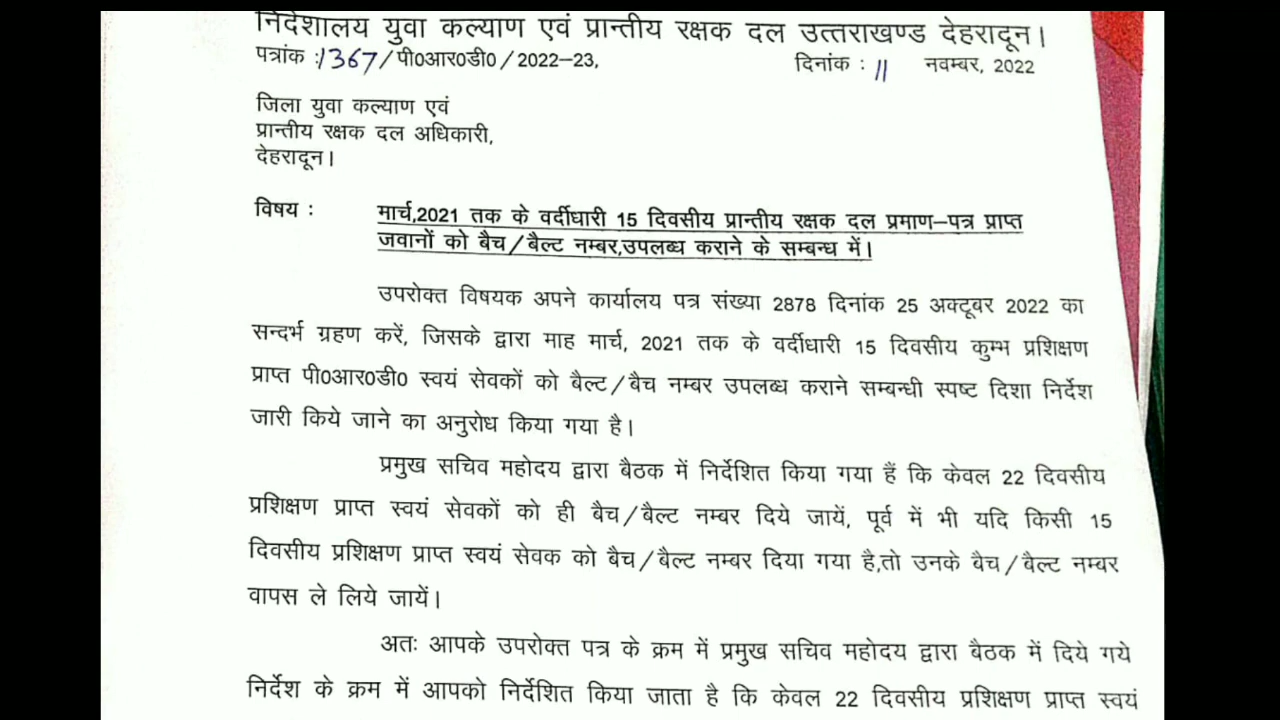 निदेशालय युवा कल्याण एवं प्रान्तीय रक्षक दल उत्तराखण्ड देहरादून।
पत्रांक :1367/पी0आर0डी0/2022–23, दिनांक : 11 नवम्बर, 2022
जिला युवा कल्याण एवं
प्रान्तीय रक्षक दल अधिकारी,
देहरादून।
विषय : मार्च,2021 तक के वर्दीधारी 15 दिवसीय प्रान्तीय रक्षक दल प्रमाण–पत्र प्राप्त
जवानों को बैच/बैल्ट नम्बर,उपलब्ध कराने के सम्बन्ध में।
उपरोक्त विषयक अपने कार्यालय पत्र संख्या 2878 दिनांक 25 अक्टूबर 2022 का
सन्दर्भ ग्रहण करें, जिसके द्वारा माह मार्च, 2021 तक के वर्दीधारी 15 दिवसीय कुम्भ प्रशिक्षण
प्राप्त पी0आर0डी0 स्वयं सेवकों को बैल्ट/बैच नम्बर उपलब्ध कराने सम्बन्धी स्पष्ट दिशा निर्देश
जारी किये जाने का अनुरोध किया गया है।
प्रमुख सचिव महोदय द्वारा बैठक में निर्देशित किया गया हैं कि केवल 22 दिवसीय
प्रशिक्षण प्राप्त स्वयं सेवकों को ही बैच/बैल्ट नम्बर दिये जायें, पूर्व में भी यदि किसी 15
दिवसीय प्रशिक्षण प्राप्त स्वयं सेवक को बैच/बैल्ट नम्बर दिया गया है,तो उनके बैच/बैल्ट नम्बर
वापस ले लिये जायें।
अतः आपके उपरोक्त पत्र के क्रम में प्रमुख सचिव महोदय द्वारा बैठक में दिये गये
निर्देश के क्रम में आपको निर्देशित किया जाता है कि केवल 22 दिवसीय प्रशिक्षण प्राप्त स्वयं